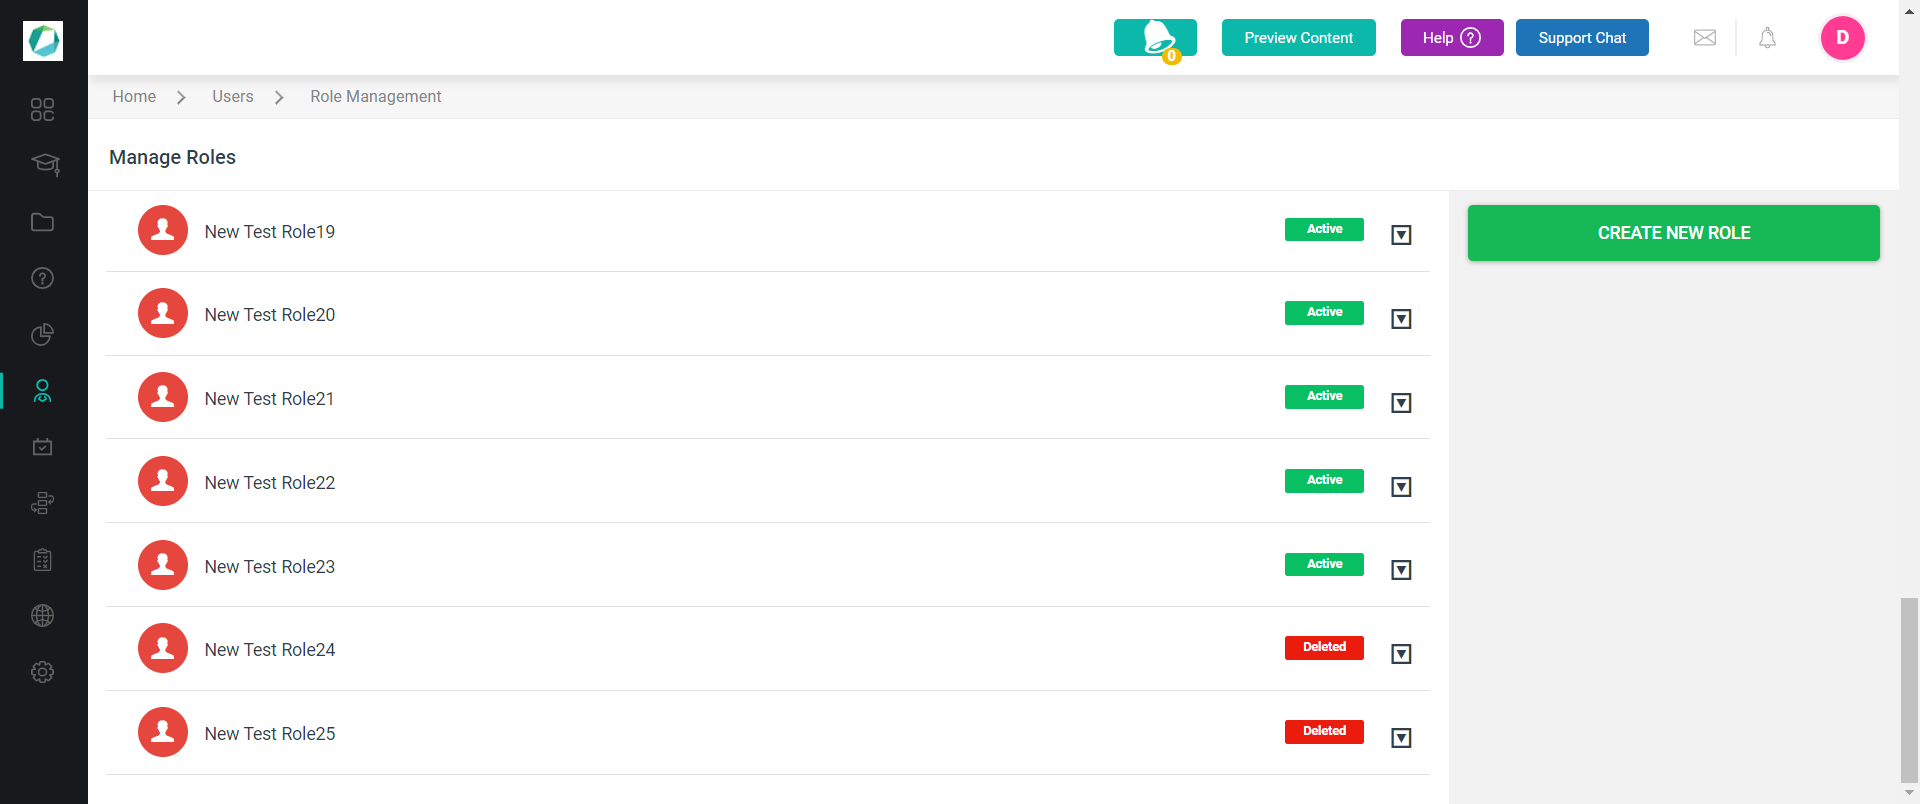 0
Preview Content
Help ?
Support Chat
D
Home
Users
Role Management
Manage Roles
New Test Role19
Active
CREATE NEW ROLE
New Test Role20
Active
New Test Role21
Active
New Test Role22
Active
New Test Role23
Active
New Test Role24
Deleted
New Test Role25
Deleted